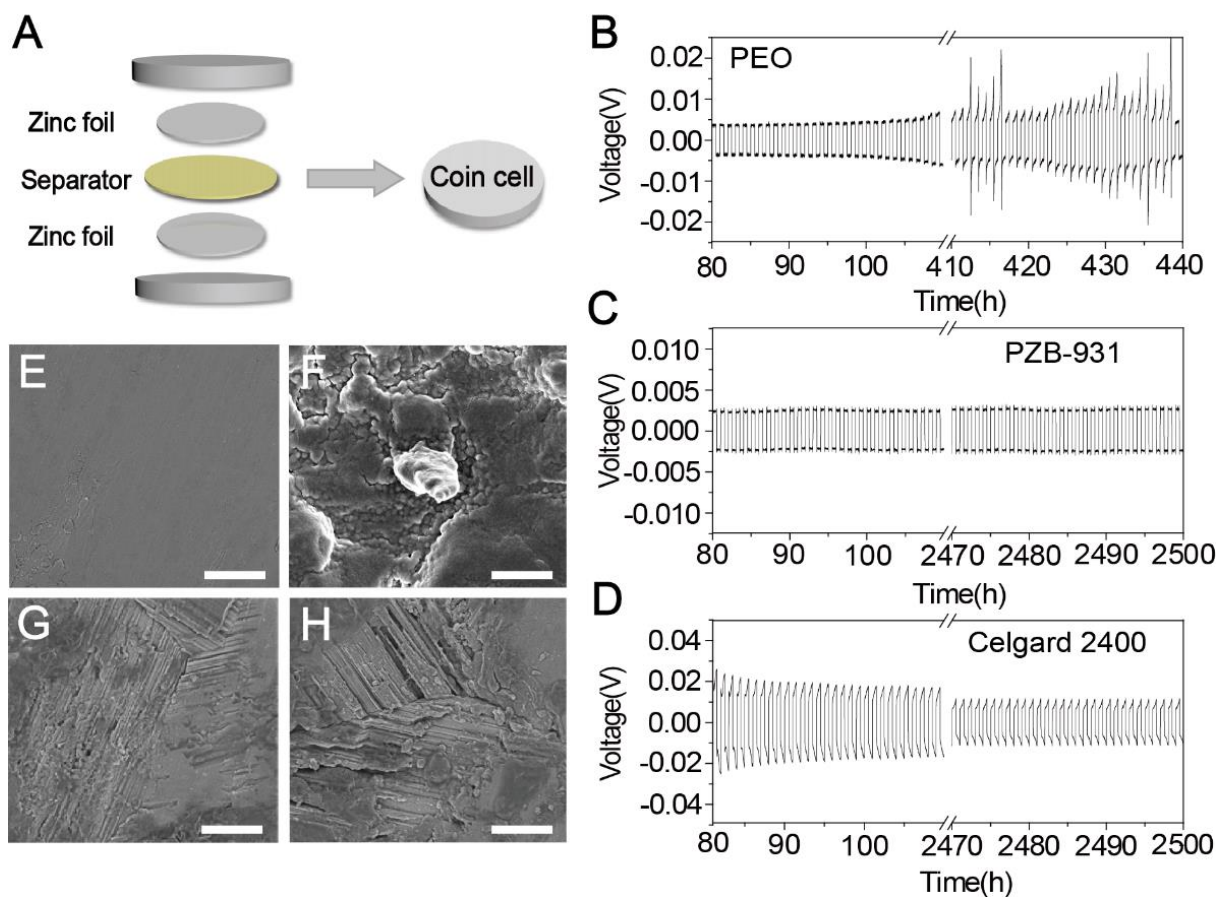 A
Zinc foil
Separator
Zinc foil
Coin cell
B
PEO
Voltage(V)
0.02
0.01
0.00
-0.01
-0.02
80 90 100 410 420 430 440
Time(h)
C
PZB-931
Voltage(V)
0.010
0.005
0.000
-0.005
-0.010
80 90 100 2470 2480 2490 2500
Time(h)
D
Celgard 2400
Voltage(V)
0.04
0.02
0.00
-0.02
-0.04
80 90 100 2470 2480 2490 2500
Time(h)
E
F
G
H